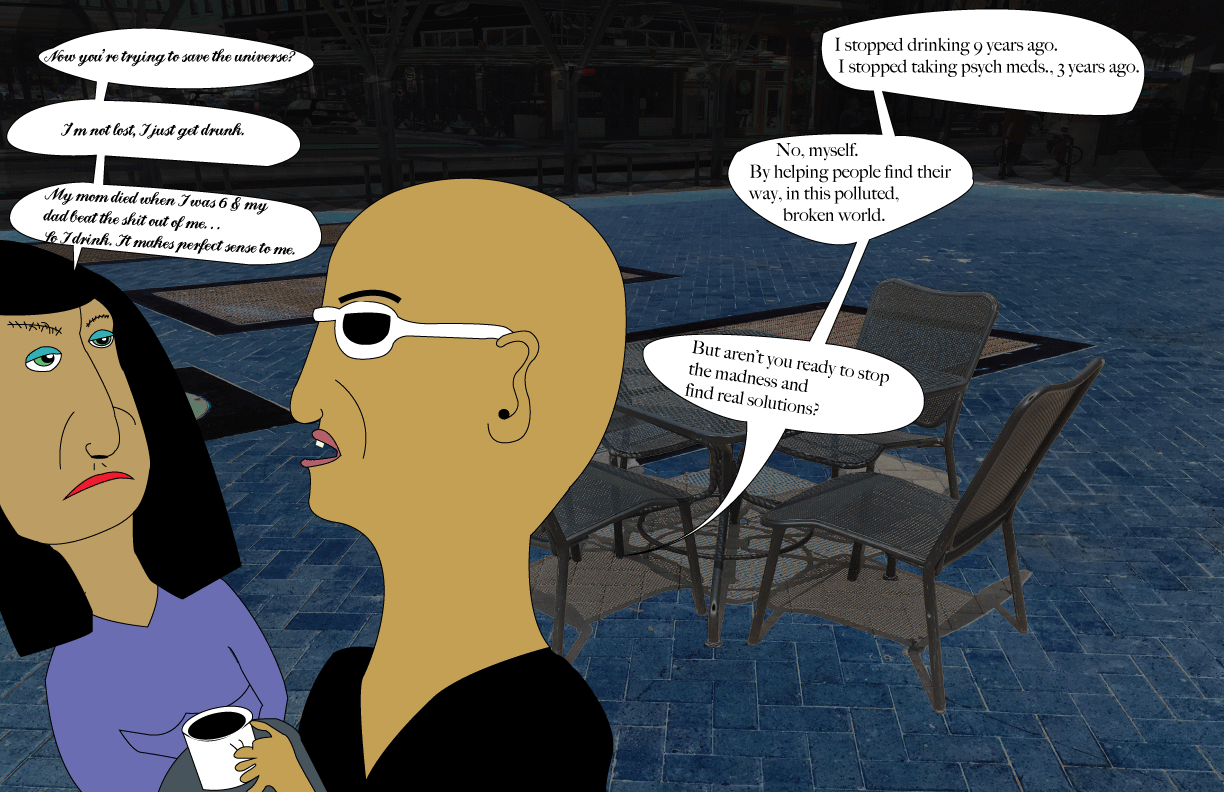 Now you're trying to save the universe?
I'm not lost, I just get drunk.
My mom died when I was 6 & my
dad beat the shit out of me. . .
So I drink. It makes perfect sense to me.
I stopped drinking 9 years ago.
I stopped taking psych meds., 3 years ago.
No, myself.
By helping people find their
way, in this polluted,
broken world.
But aren't you ready to stop
the madness and
find real solutions?